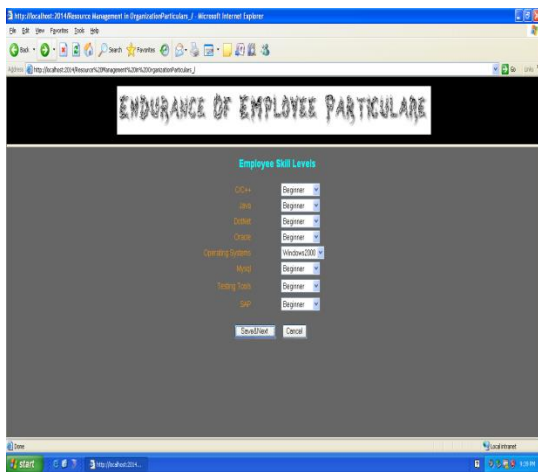 http://localhost:2014/Resource Management in OrganizationParticulars_/ - Microsoft Internet Explorer
File Edit View Favorites Tools Help
Back Search Favorites
Address http://localhost:2014/Resource%20Management%20in%20OrganizationParticulars_/ Go Links
ENDURANCE OF EMPLOYEE PARTICULARE
Employee Skill Levels
C/C++ Beginner
Java Beginner
DotNet Beginner
Oracle Beginner
Operating Systems Windows2000
Mysql Beginner
Testing Tools Beginner
SAP Beginner
Save&Next Cancel
Done Local intranet
start http://localhost:2014...